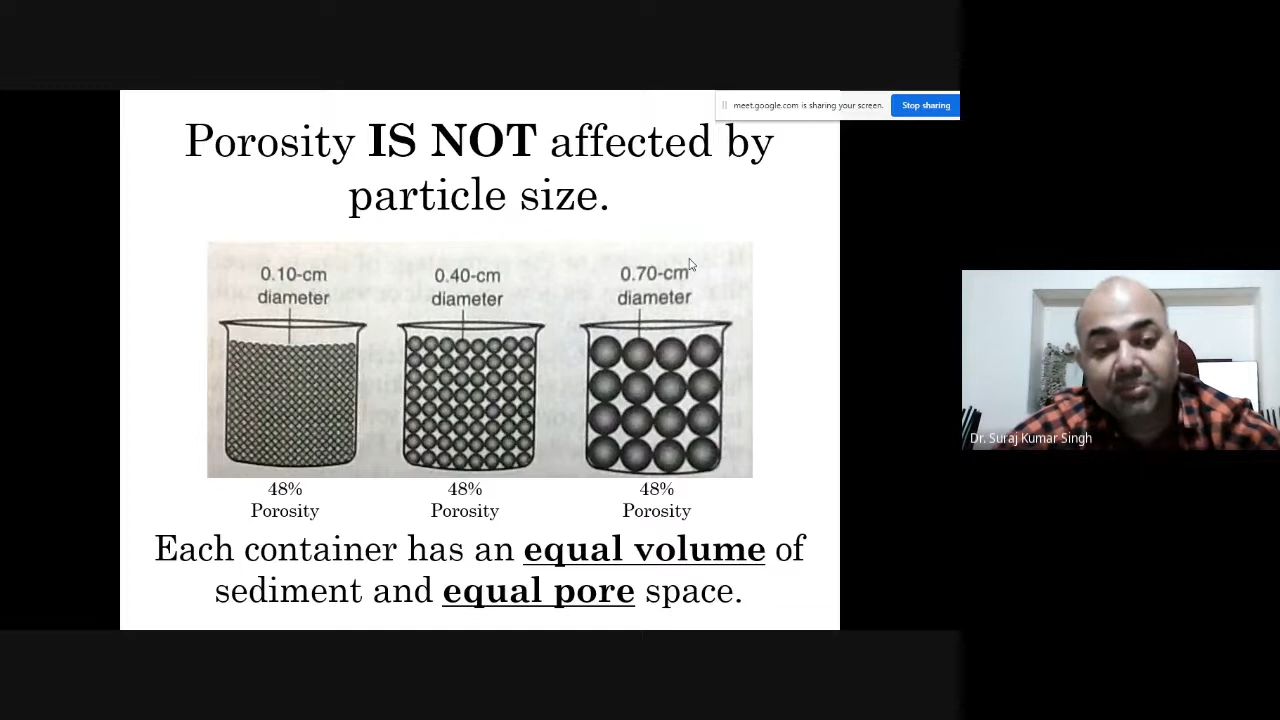 meet.google.com is sharing your screen.
Stop sharing
Porosity IS NOT affected by
particle size.
0.10-cm
diameter
0.40-cm
diameter
0.70-cm
diameter
48%
Porosity
48%
Porosity
48%
Porosity
Each container has an equal volume of
sediment and equal pore space.
Dr. Suraj Kumar Singh